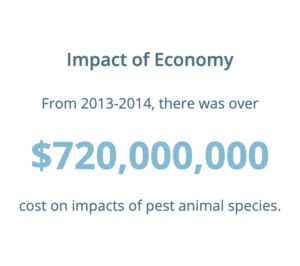 Impact of Economy
From 2013-2014, there was over
$720,000,000
cost on impacts of pest animal species.